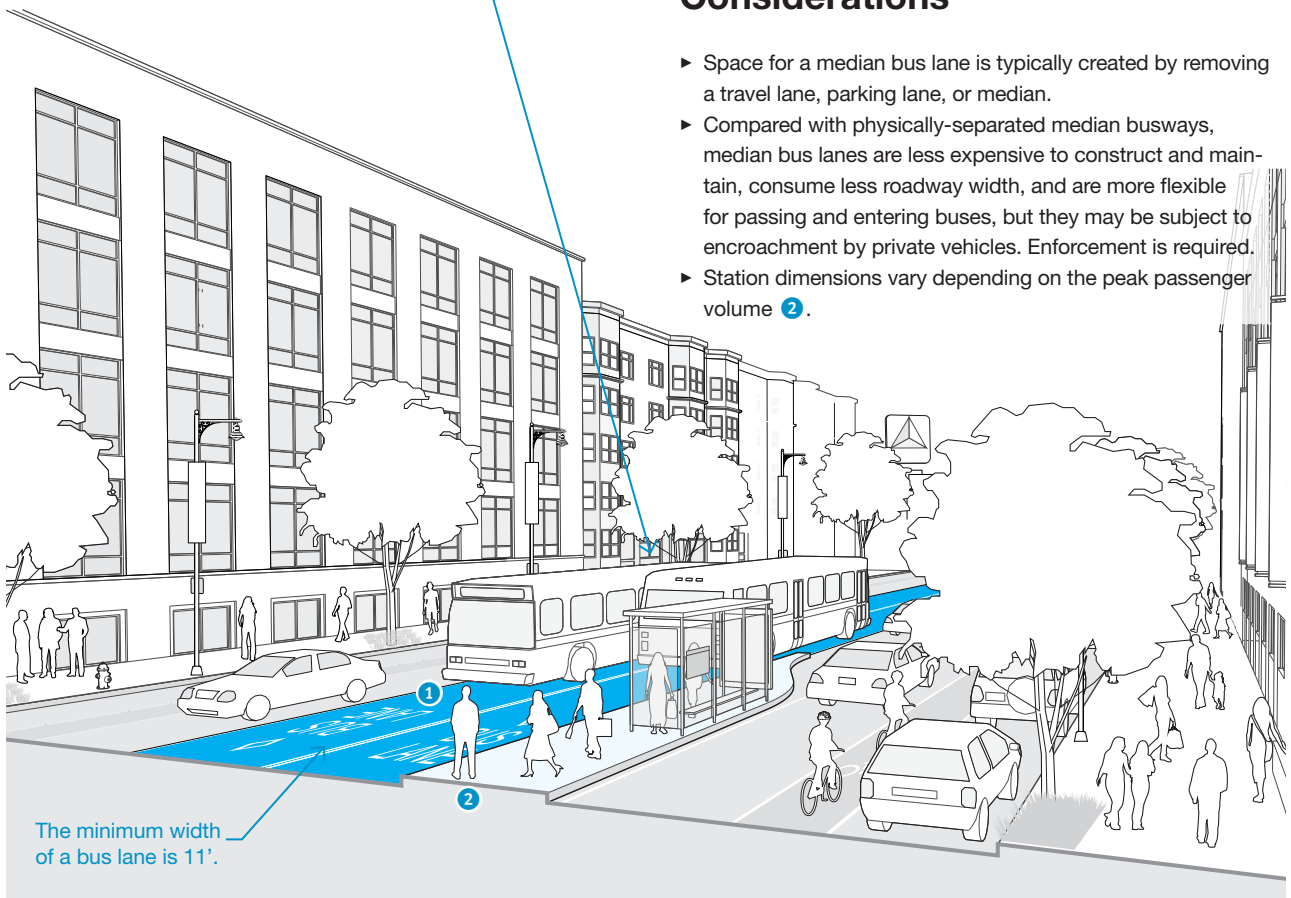 Considerations
► Space for a median bus lane is typically created by removing
a travel lane, parking lane, or median.
► Compared with physically-separated median busways,
median bus lanes are less expensive to construct and main-
tain, consume less roadway width, and are more flexible
for passing and entering buses, but they may be subject to
encroachment by private vehicles. Enforcement is required.
► Station dimensions vary depending on the peak passenger
volume 2.
1
BUS
LANE
BUS
LANE
2
The minimum width
of a bus lane is 11’.